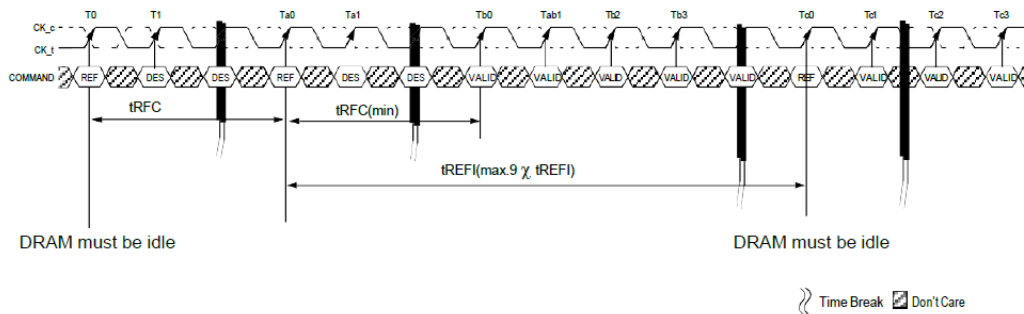 T0 T1 Ta0 Ta1 Tb0 Tab1 Tb2 Tb3 Tc0 Tc1 Tc2 Tc3
CK_c
CK_t
COMMAND REF DES DES REF DES DES VALID VALID VALID VALID VALID REF VALID VALID VALID
tRFC tRFC(min)
tREFI(max.9 χ tREFI)
DRAM must be idle DRAM must be idle
Time Break Don't Care